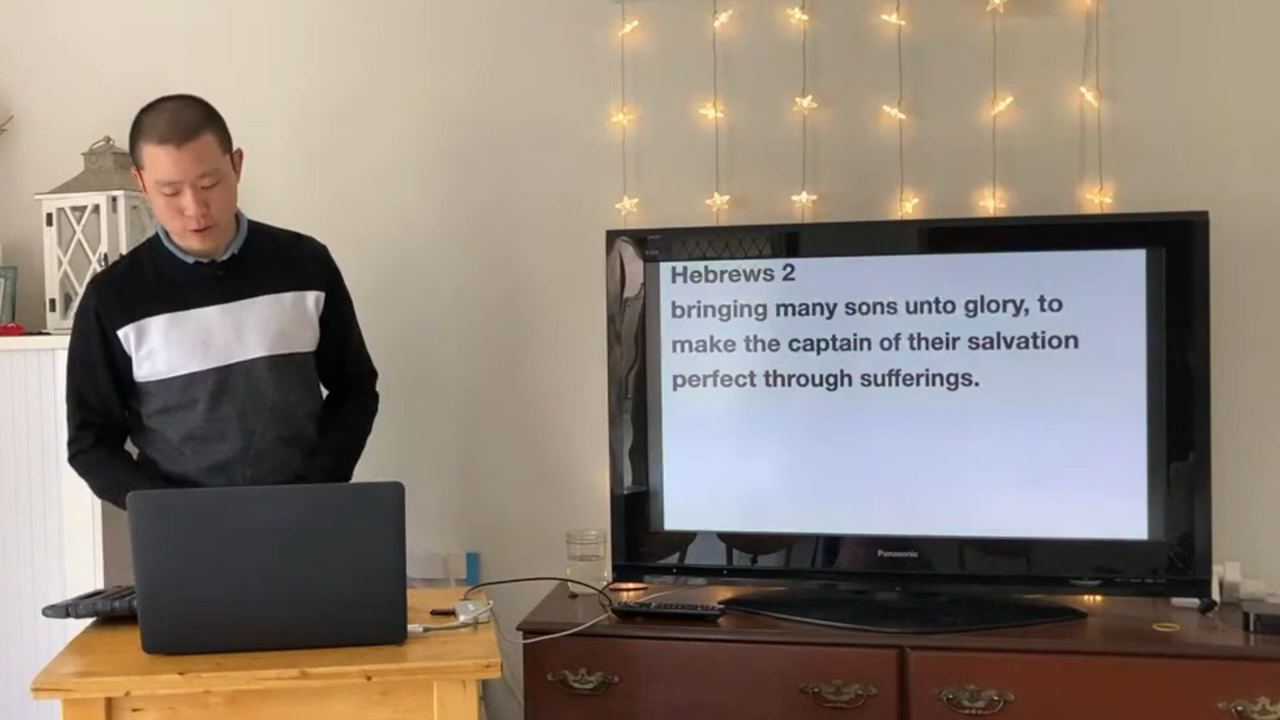 Hebrews 2
bringing many sons unto glory, to
make the captain of their salvation
perfect through sufferings.
Panasonic